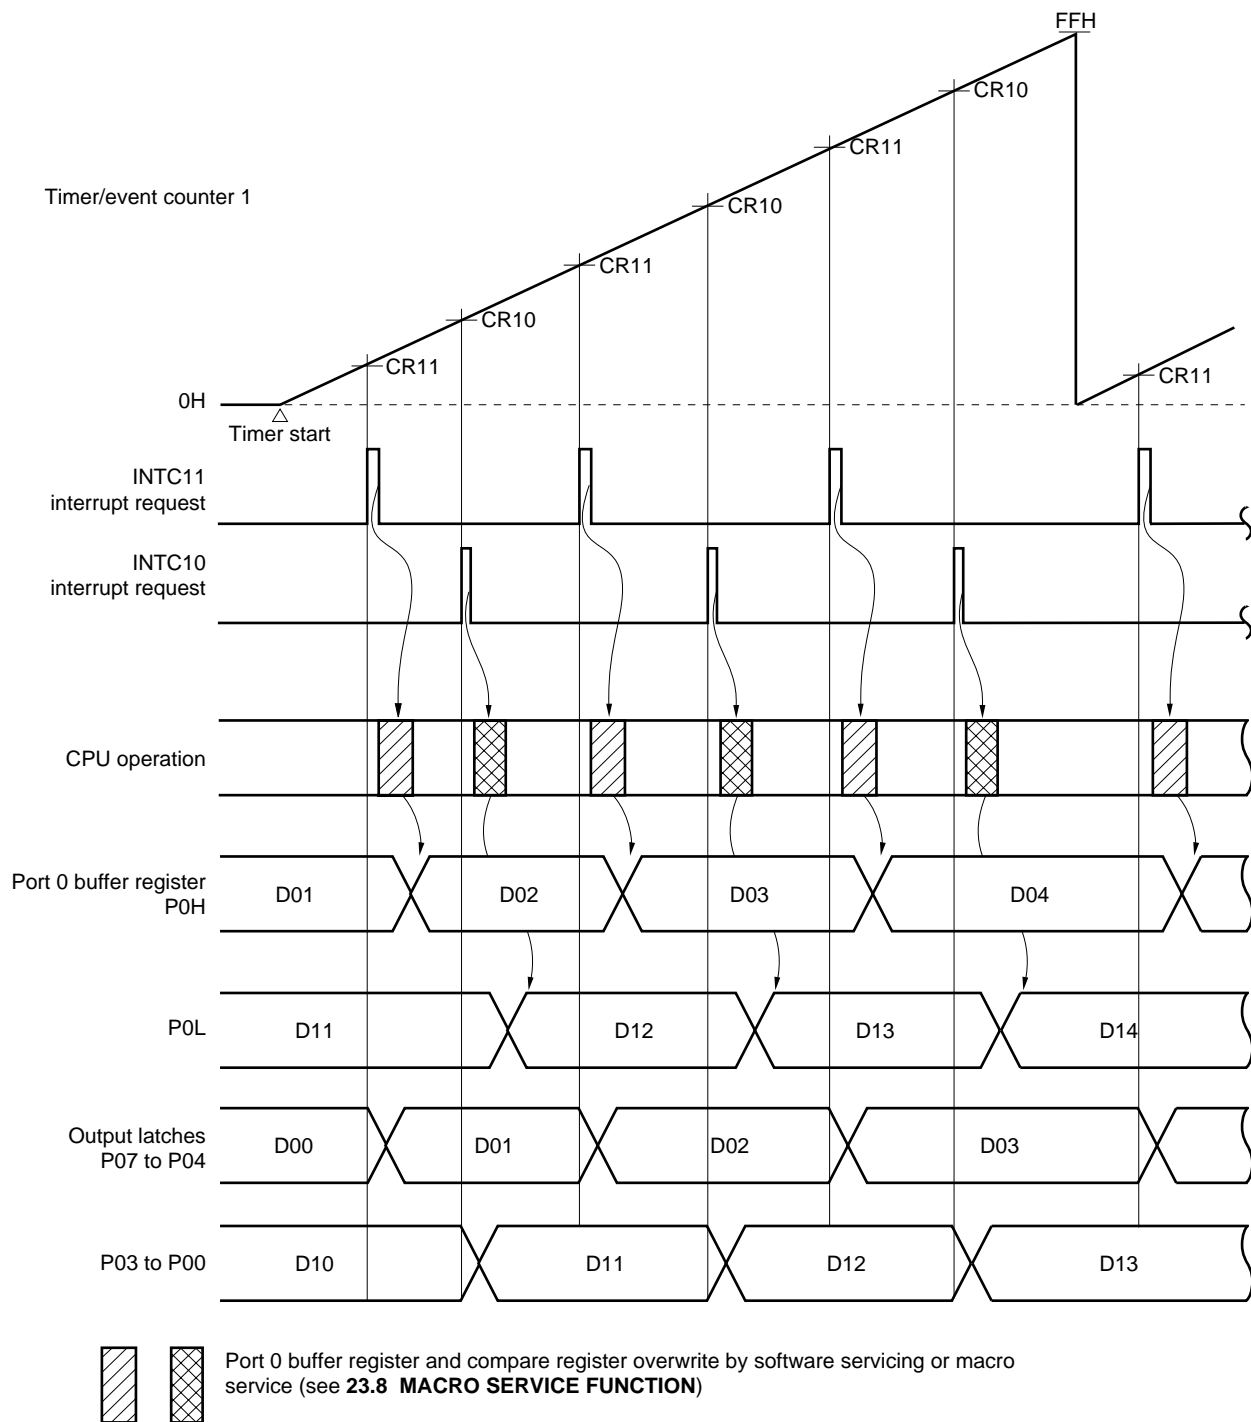 FFH
CR10
CR11
Timer/event counter 1
CR10
CR11
CR10
CR11
CR11
0H
Timer start
INTC11
interrupt request
INTC10
interrupt request
CPU operation
Port 0 buffer register
P0H
D01
D02
D03
D04
P0L
D11
D12
D13
D14
Output latches
P07 to P04
D00
D01
D02
D03
P03 to P00
D10
D11
D12
D13
Port 0 buffer register and compare register overwrite by software servicing or macro
service (see 23.8 MACRO SERVICE FUNCTION)